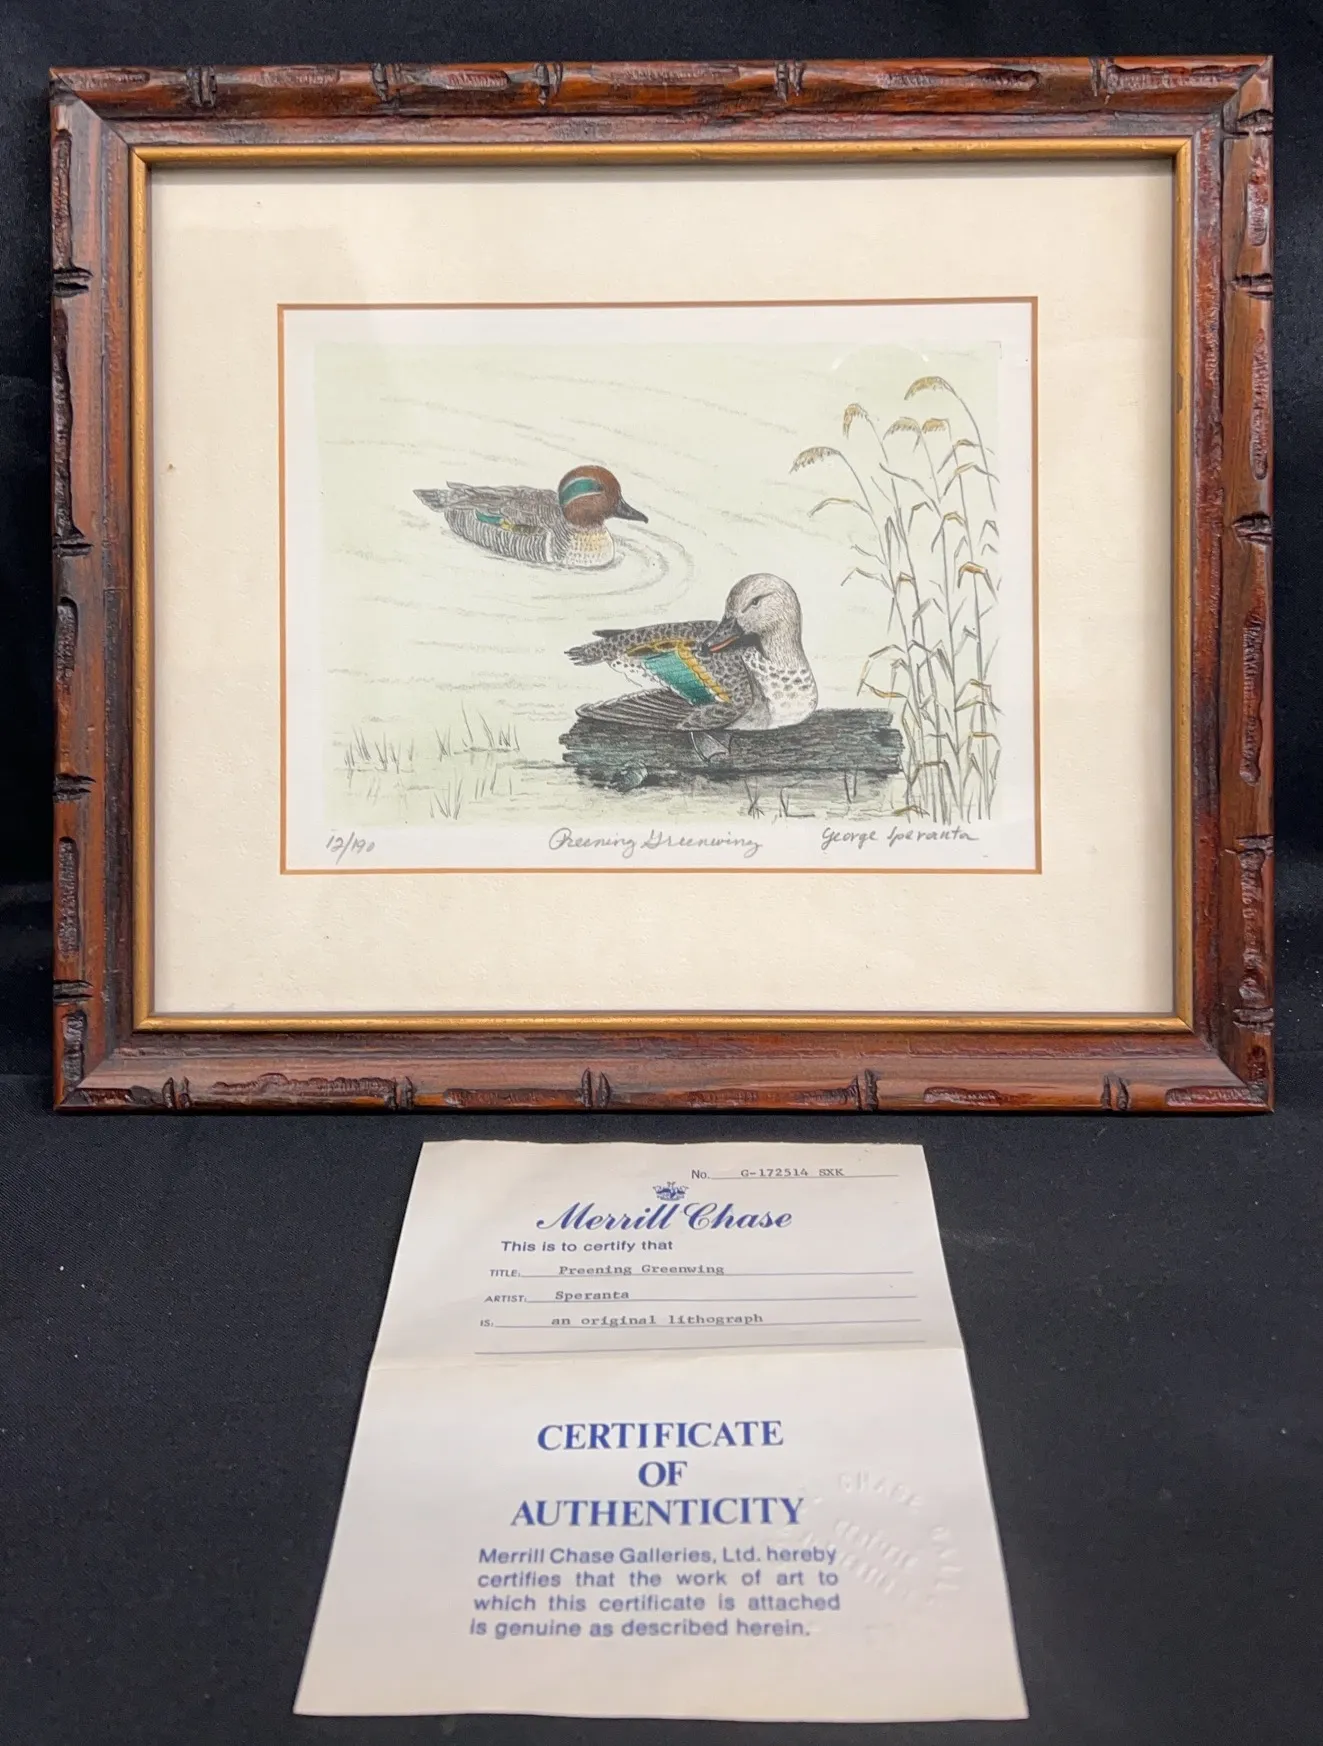 12/190 Preening Greenwing George Speranta
No. G-172514 SXK
Merrill Chase
This is to certify that
TITLE: Preening Greenwing
ARTIST: Speranta
IS: an original lithograph
CERTIFICATE
OF
AUTHENTICITY
Merrill Chase Galleries, Ltd. hereby
certifies that the work of art to
which this certificate is attached
is genuine as described herein.